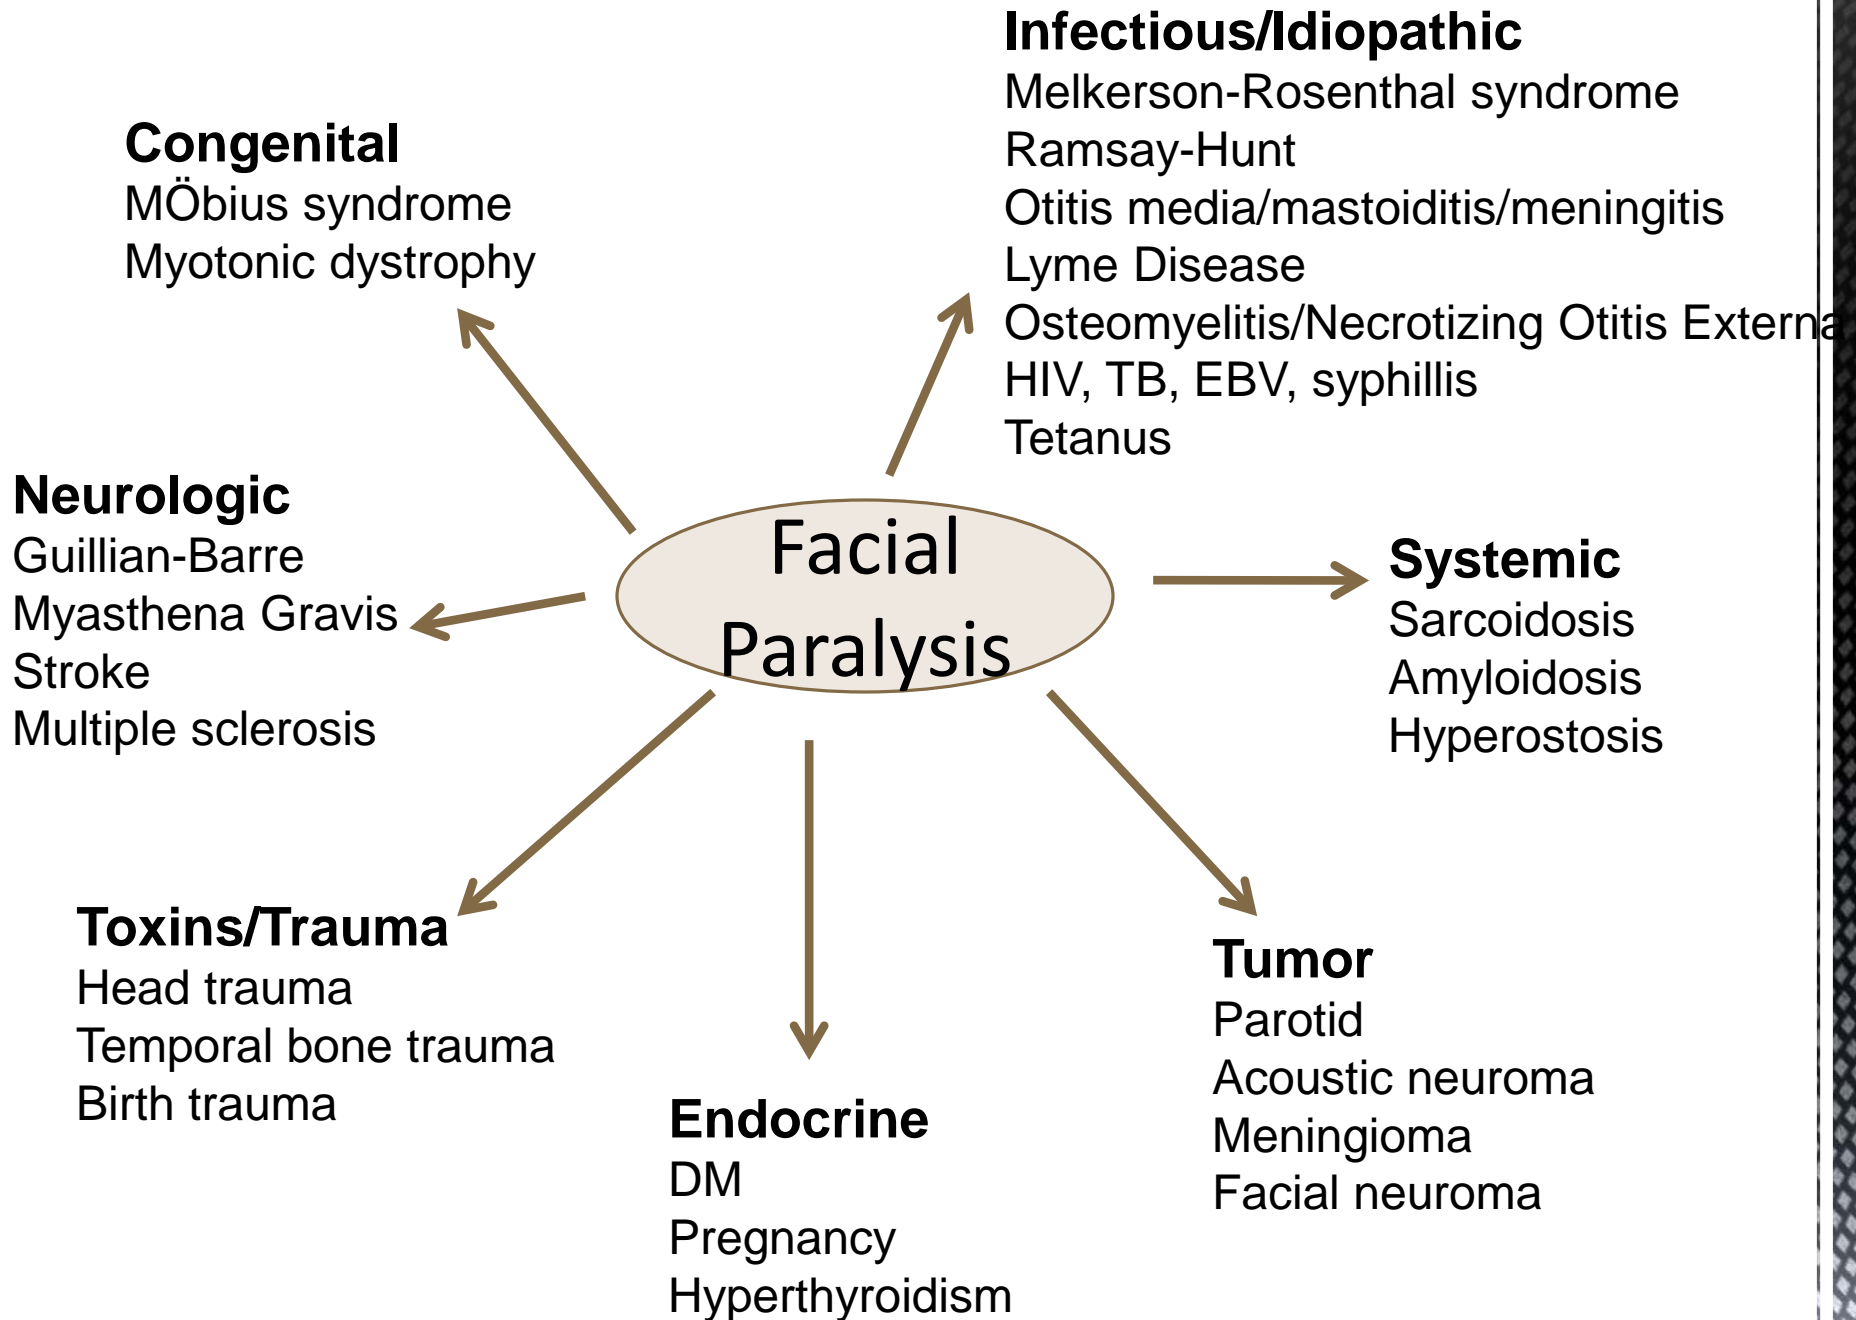 Infectious/Idiopathic
Melkerson-Rosenthal syndrome
Ramsay-Hunt
Otitis media/mastoiditis/meningitis
Lyme Disease
Osteomyelitis/Necrotizing Otitis Externa
HIV, TB, EBV, syphillis
Tetanus
Congenital
MÖbius syndrome
Myotonic dystrophy
Neurologic
Guillian-Barre
Myasthena Gravis
Stroke
Multiple sclerosis
Facial
Paralysis
Systemic
Sarcoidosis
Amyloidosis
Hyperostosis
Toxins/Trauma
Head trauma
Temporal bone trauma
Birth trauma
Endocrine
DM
Pregnancy
Hyperthyroidism
Tumor
Parotid
Acoustic neuroma
Meningioma
Facial neuroma